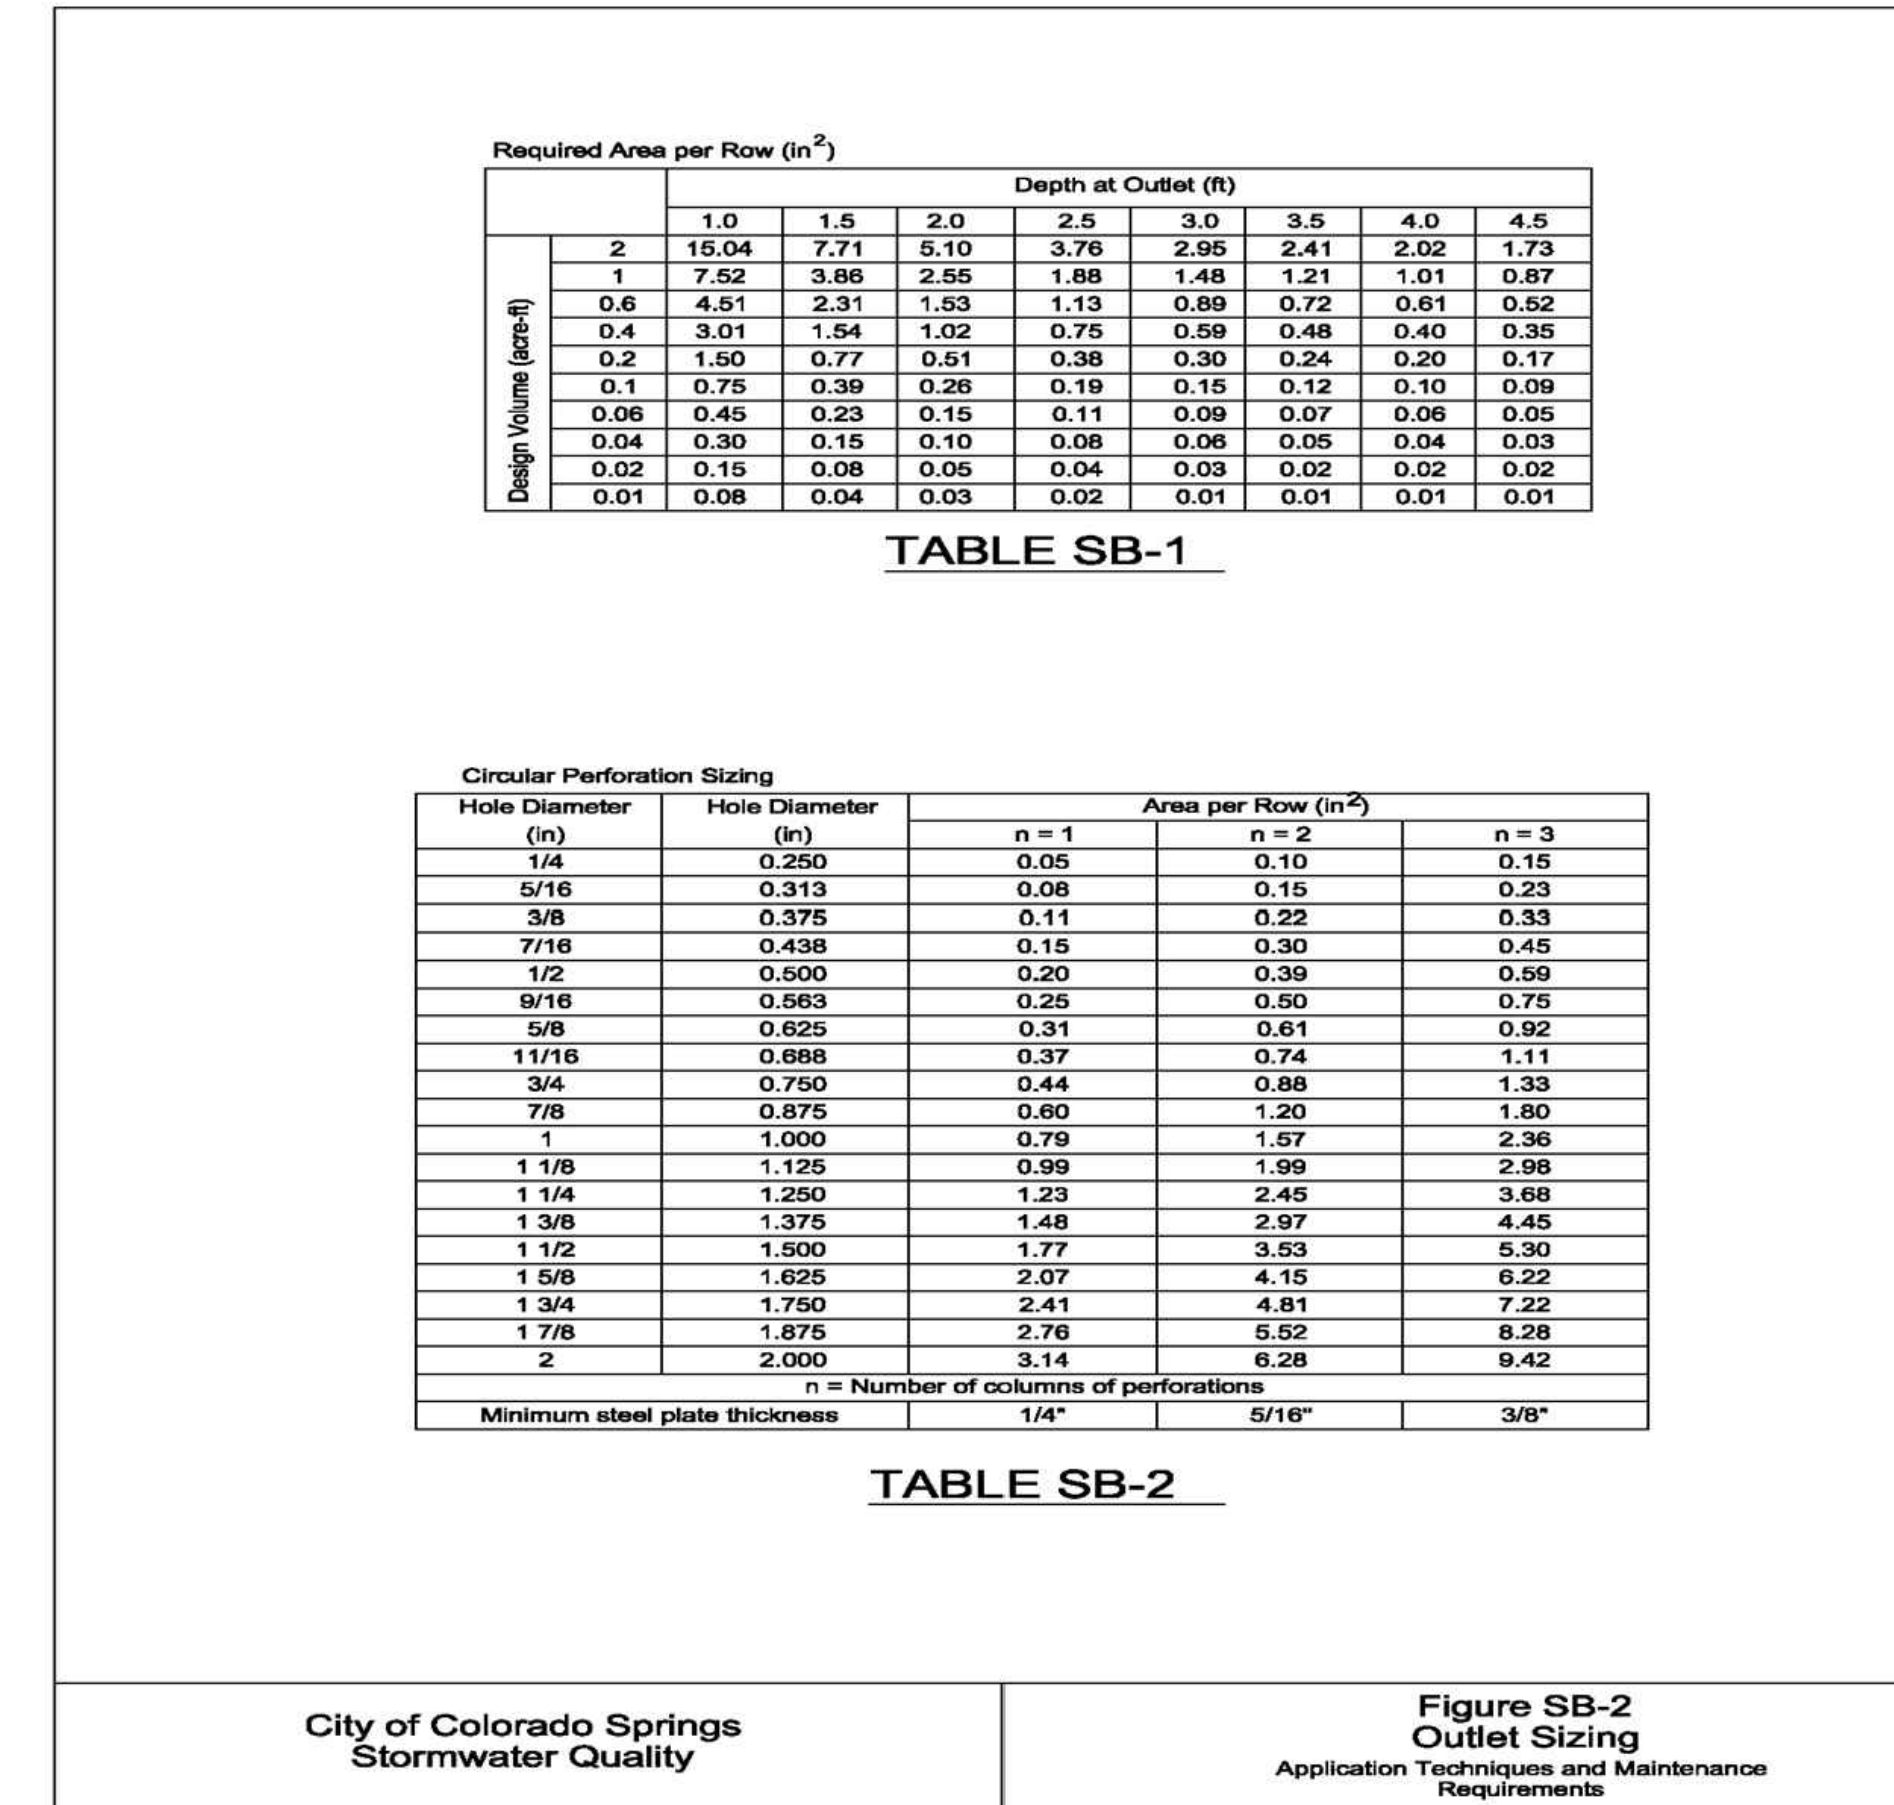 Required Area per Row (in2)
Depth at Outlet (ft)
1.0 1.5 2.0 2.5 3.0 3.5 4.0 4.5
Design Volume (acre-ft)
2 15.04 7.71 5.10 3.76 2.95 2.41 2.02 1.73
1 7.52 3.86 2.55 1.88 1.48 1.21 1.01 0.87
0.6 4.51 2.31 1.53 1.13 0.89 0.72 0.61 0.52
0.4 3.01 1.54 1.02 0.75 0.59 0.48 0.40 0.35
0.2 1.50 0.77 0.51 0.38 0.30 0.24 0.20 0.17
0.1 0.75 0.39 0.26 0.19 0.15 0.12 0.10 0.09
0.06 0.45 0.23 0.15 0.11 0.09 0.07 0.06 0.05
0.04 0.30 0.15 0.10 0.08 0.06 0.05 0.04 0.03
0.02 0.15 0.08 0.05 0.04 0.03 0.02 0.02 0.02
0.01 0.08 0.04 0.03 0.02 0.01 0.01 0.01 0.01
TABLE SB-1
Circular Perforation Sizing
Hole Diameter Hole Diameter Area per Row (in2)
(in) (in) n = 1 n = 2 n = 3
1/4 0.250 0.05 0.10 0.15
5/16 0.313 0.08 0.15 0.23
3/8 0.375 0.11 0.22 0.33
7/16 0.438 0.15 0.30 0.45
1/2 0.500 0.20 0.39 0.59
9/16 0.563 0.25 0.50 0.75
5/8 0.625 0.31 0.61 0.92
11/16 0.688 0.37 0.74 1.11
3/4 0.750 0.44 0.88 1.33
7/8 0.875 0.60 1.20 1.80
1 1.000 0.79 1.57 2.36
1 1/8 1.125 0.99 1.99 2.98
1 1/4 1.250 1.23 2.45 3.68
1 3/8 1.375 1.48 2.97 4.45
1 1/2 1.500 1.77 3.53 5.30
1 5/8 1.625 2.07 4.15 6.22
1 3/4 1.750 2.41 4.81 7.22
1 7/8 1.875 2.76 5.52 8.28
2 2.000 3.14 6.28 9.42
n = Number of columns of perforations
Minimum steel plate thickness 1/4" 5/16" 3/8"
TABLE SB-2
City of Colorado Springs
Stormwater Quality
Figure SB-2
Outlet Sizing
Application Techniques and Maintenance
Requirements